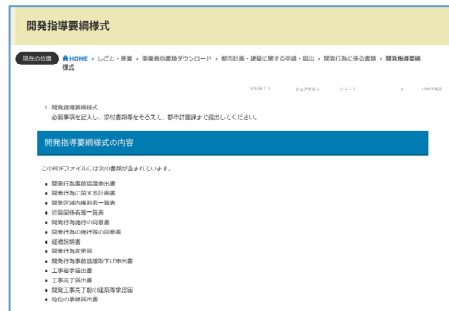 開発指導要綱様式
現在の位置 HOME › しごと・産業 › 事業者向書類ダウンロード › 都市計画・建築に関する申請・届出 › 開発行為に係る書類 › 開発指導要綱
様式
開発指導要綱様式
必要事項を記入し、添付書類等をそろえて、都市計画課まで提出してください。
開発指導要綱様式の内容
このPDFファイルには次の書類が含まれています。
開発行為事前協議申出書
開発行為に関する計画書
開発区域内権利者一覧表
近隣関係者等一覧表
開発行為施行の同意書
開発行為の施行等の同意書
経過説明書
開発行為変更届
開発行為事前協議取下げ申出書
工事着手届出書
工事完了届出書
開発工事完了前の建築等承認届
地位の承継届出書